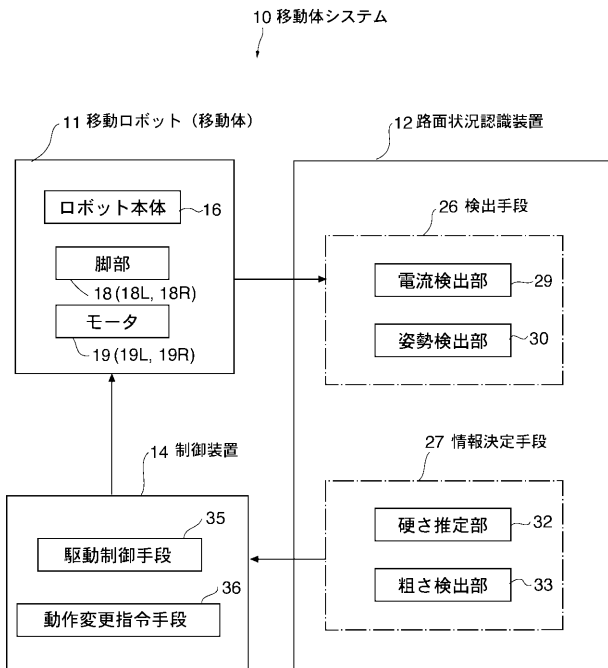 10 移動体システム
11 移動ロボット（移動体）
ロボット本体
16
脚部
18 (18L, 18R)
モータ
19 (19L, 19R)
12 路面状況認識装置
26 検出手段
電流検出部
29
姿勢検出部
30
27 情報決定手段
硬さ推定部
32
粗さ検出部
33
14 制御装置
35
駆動制御手段
36
動作変更指令手段